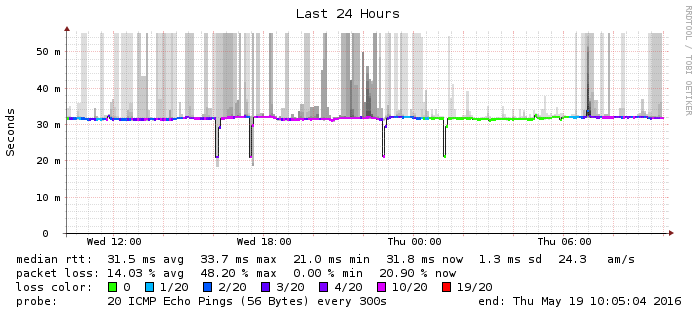 Last 24 Hours
RRDTOOL / TOBI OETIKER
Seconds
50 m
40 m
30 m
20 m
10 m
0
Wed 12:00 Wed 18:00 Thu 00:00 Thu 06:00
median rtt: 31.5 ms avg 33.7 ms max 21.0 ms min 31.8 ms now 1.3 ms sd 24.3 am/s
packet loss: 14.03 % avg 48.20 % max 0.00 % min 20.90 % now
loss color: 0 1/20 2/20 3/20 4/20 10/20 19/20
probe: 20 ICMP Echo Pings (56 Bytes) every 300s end: Thu May 19 10:05:04 2016